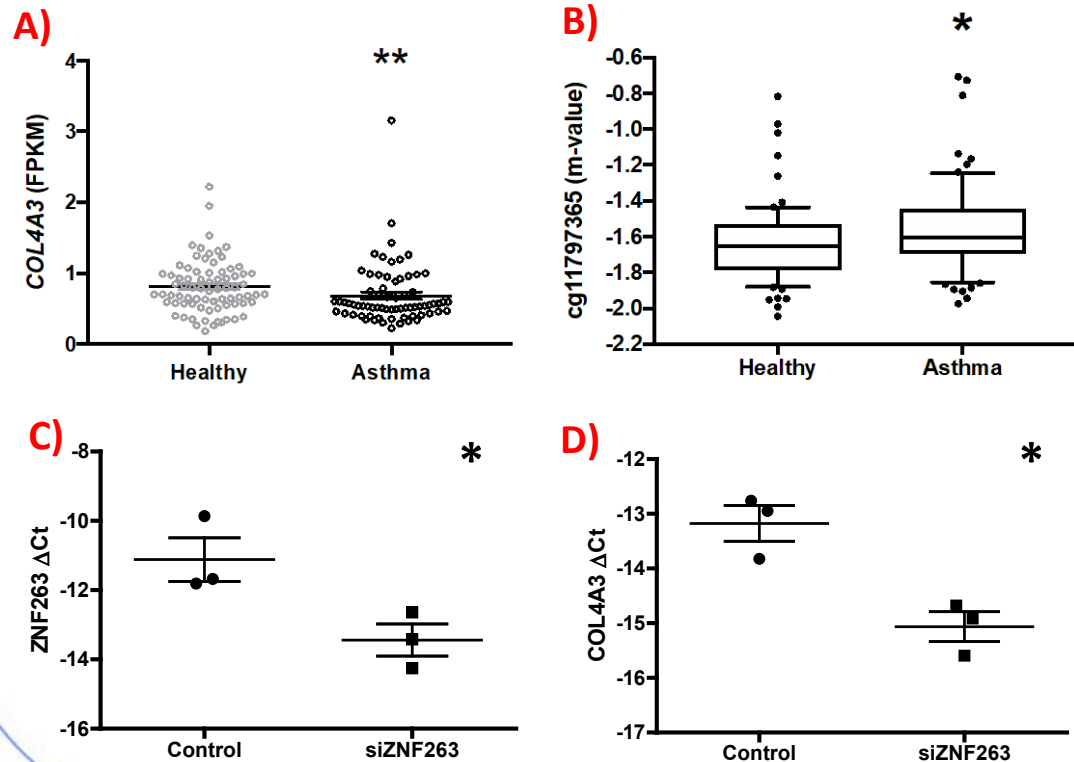 A)
**
COL4A3 (FPKM)
4
3
2
1
0
Healthy
Asthma
B)
*
cg11797365 (m-value)
-0.6
-0.8
-1.0
-1.2
-1.4
-1.6
-1.8
-2.0
-2.2
Healthy
Asthma
C)
*
ZNF263 ΔCt
-8
-10
-12
-14
-16
Control
siZNF263
D)
*
COL4A3 ΔCt
-12
-13
-14
-15
-16
-17
Control
siZNF263